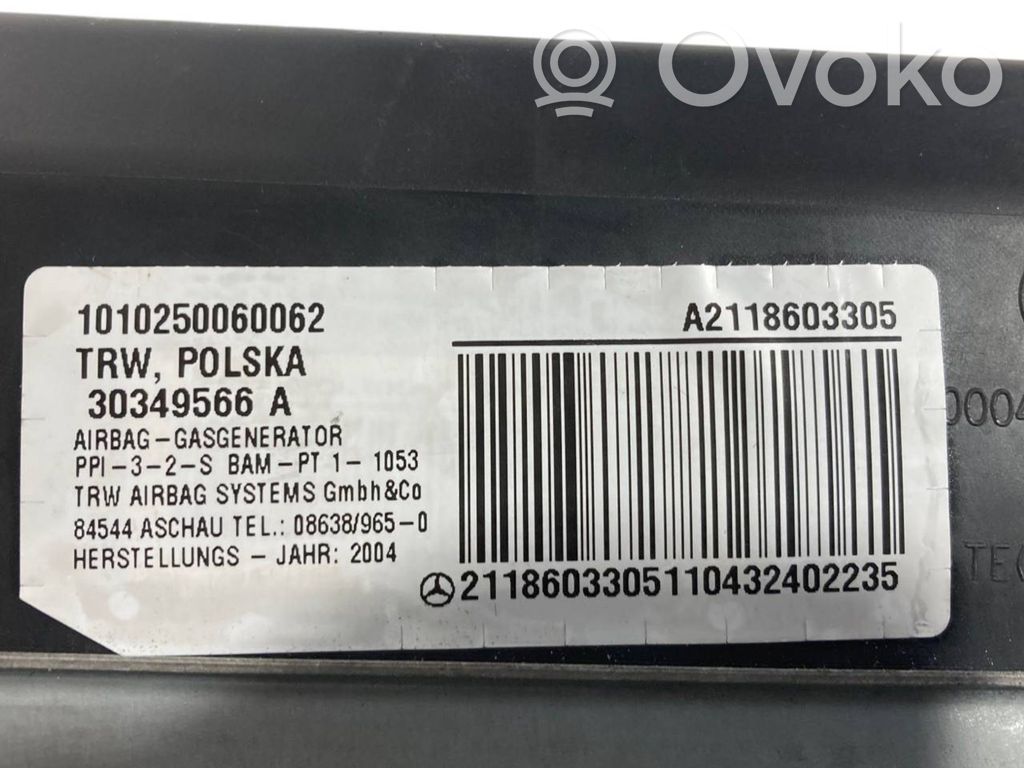 Ovoko
1010250060062
TRW, POLSKA
30349566 A
AIRBAG-GASGENERATOR
PPI-3-2-S BAM-PT 1- 1053
TRW AIRBAG SYSTEMS Gmbh&Co
84544 ASCHAU TEL.: 08638/965-0
HERSTELLUNGS - JAHR: 2004
A2118603305
2118603305110432402235